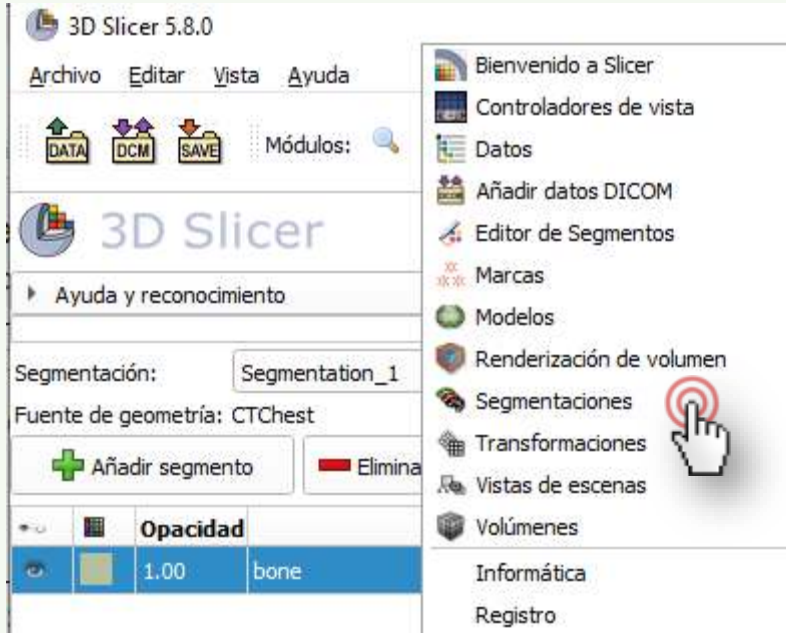 3D Slicer 5.8.0
Archivo Editar Vista Ayuda
DATA DCM SAVE Módulos:
3D Slicer
Ayuda y reconocimiento
Segmentación: Segmentation_1
Fuente de geometría: CTChest
Añadir segmento Elimina
Opacidad
1.00 bone
Bienvenido a Slicer
Controladores de vista
Datos
DICOM Añadir datos DICOM
Editor de Segmentos
Marcas
Modelos
Renderización de volumen
Segmentaciones
Transformaciones
Vistas de escenas
Volúmenes
Informática
Registro